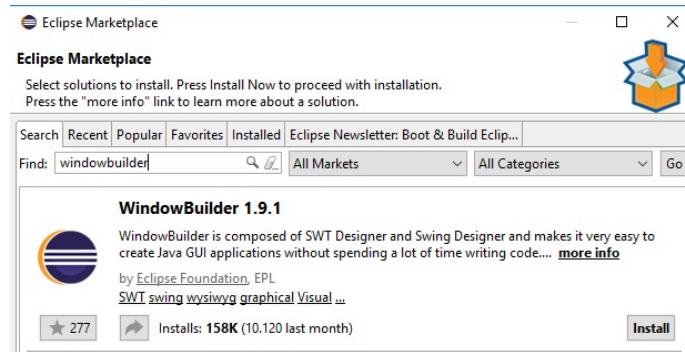 Eclipse Marketplace
Eclipse Marketplace
Select solutions to install. Press Install Now to proceed with installation.
Press the "more info" link to learn more about a solution.
Search Recent Popular Favorites Installed Eclipse Newsletter: Boot & Build Eclip...
Find: windowbuilder All Markets All Categories Go
WindowBuilder 1.9.1
WindowBuilder is composed of SWT Designer and Swing Designer and makes it very easy to
create Java GUI applications without spending a lot of time writing code.... more info
by Eclipse Foundation, EPL
SWT swing wysiwyg graphical Visual ...
277 Installs: 158K (10.120 last month) Install